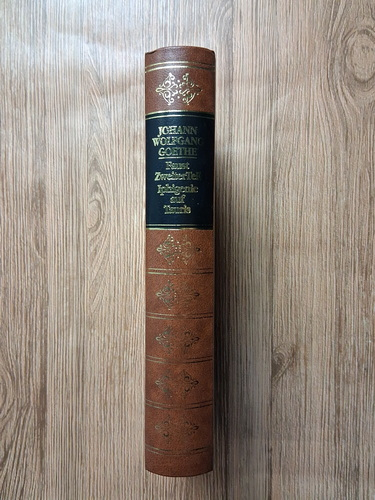 JOHANN
WOLFGANG
GOETHE
Faust
Zweiter Teil
Iphigenie
auf
Tauris